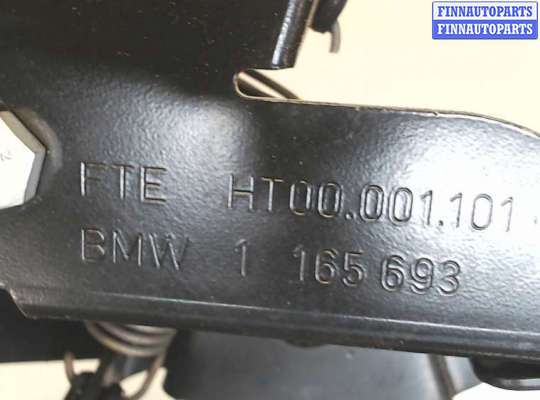 FINNAUTOPARTS
FINNAUTOPARTS
FTE HT00.001.101
BMW 1 165 693